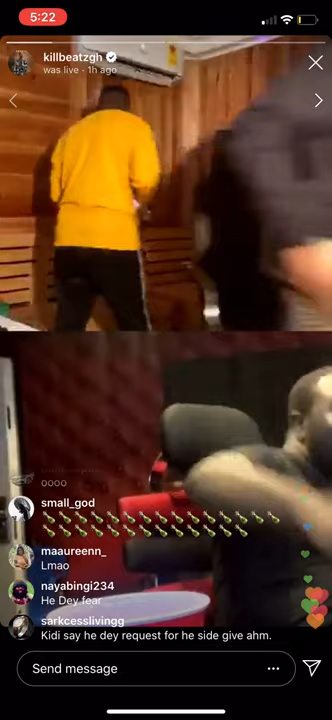 5:22
killbeatzgh
was live · 1h ago
oooo
small_god
maaureenn_
Lmao
nayabingi234
He Dey fear
sarkcesslivingg
Kidi say he dey request for he side give ahm.
Send message